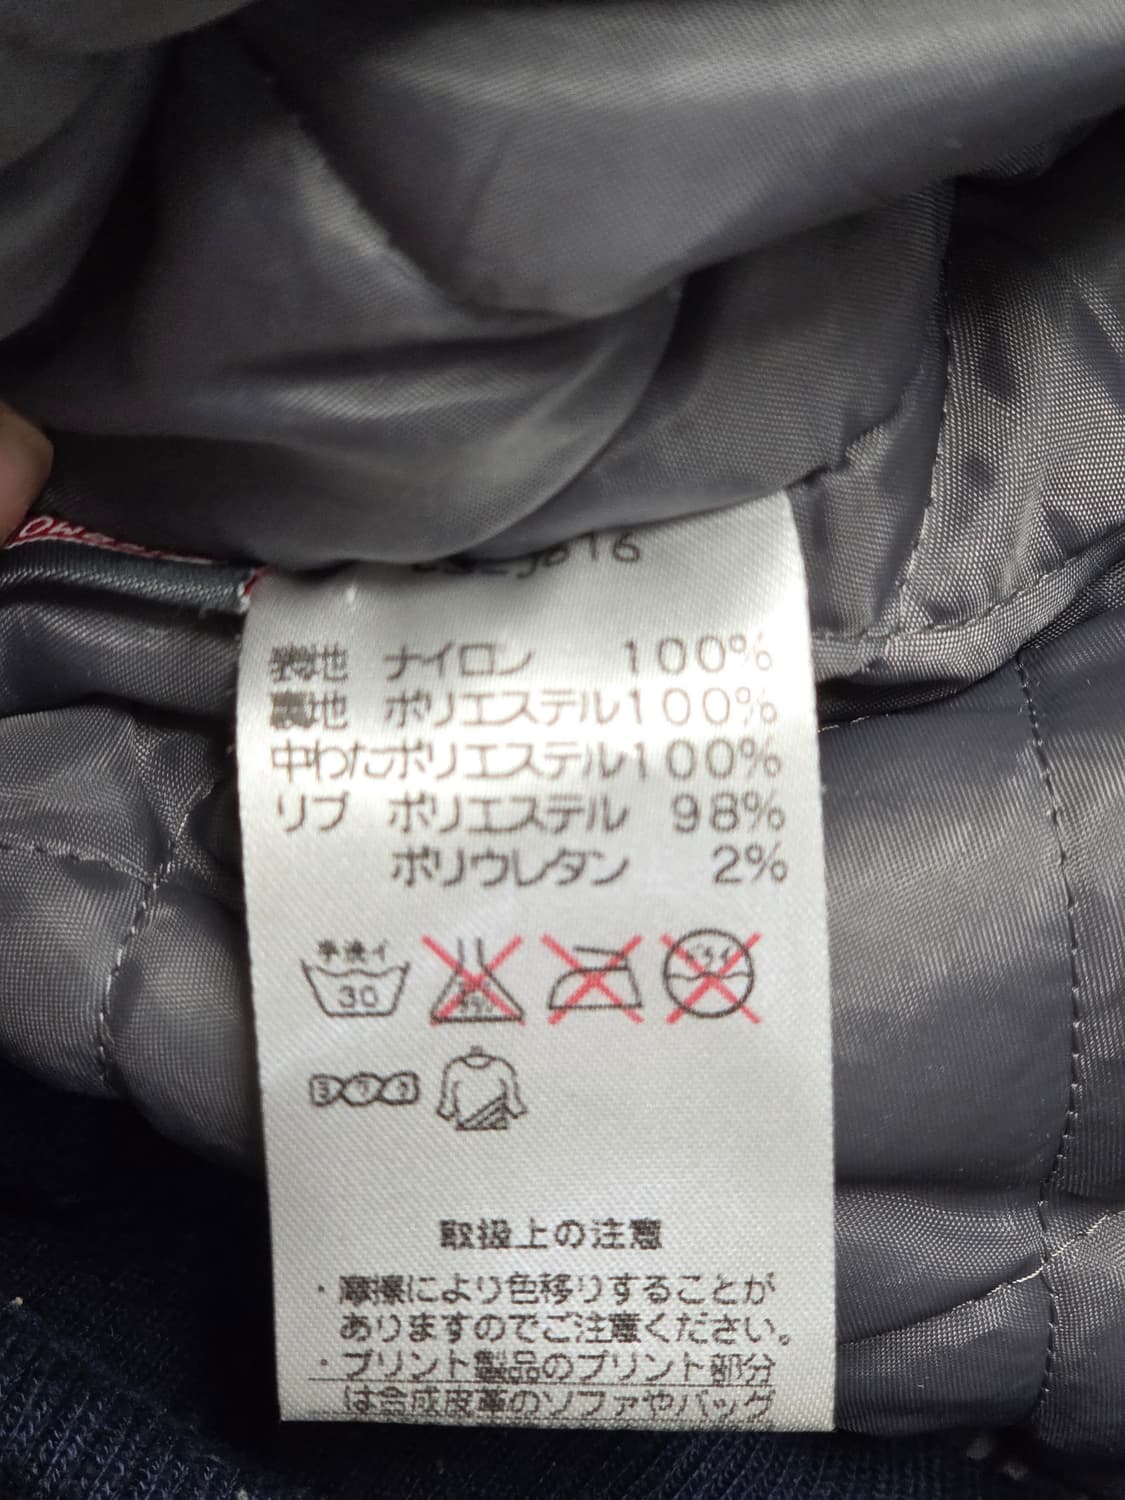 表地 ナイロン 100%
裏地 ポリエステル100%
中わたポリエステル100%
リブ ポリエステル 98%
ポリウレタン 2%
手洗イ
30
ドライ
取扱上の注意
・摩擦により色移りすることが
ありますのでご注意ください。
・プリント製品のプリント部分
は合成皮革のソファやバッグ